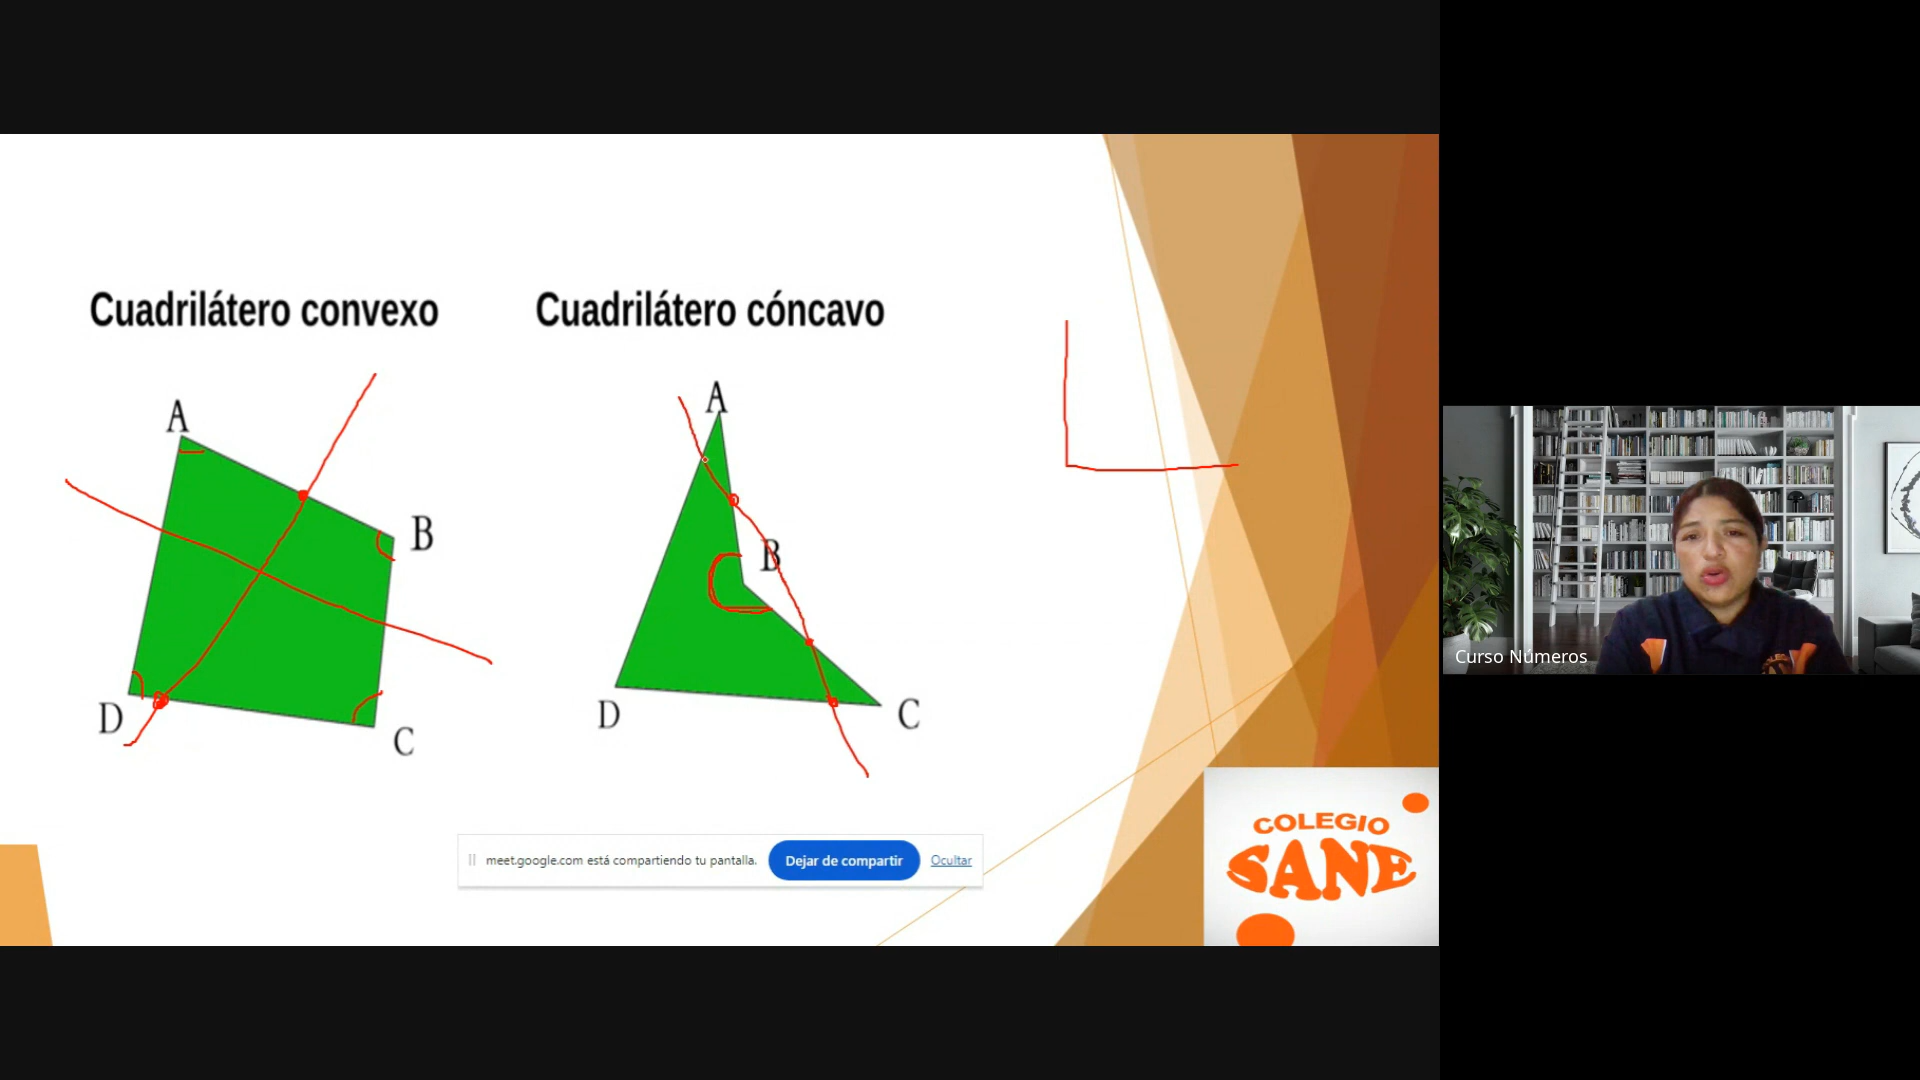 Cuadrilátero convexo
Cuadrilátero cóncavo
A
B
C
D
A
B
C
D
meet.google.com está compartiendo tu pantalla.
Dejar de compartir
Ocultar
COLEGIO
SANE
Curso Números